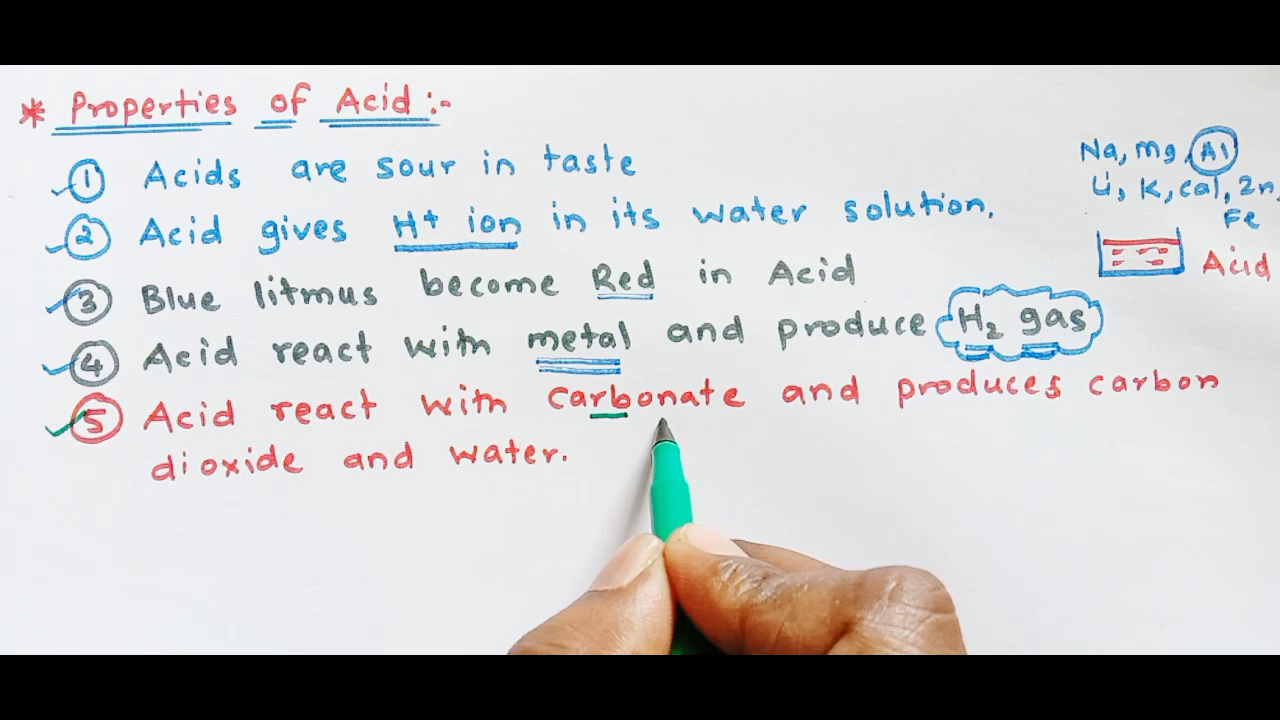 * Properties of Acid :-
① Acids are sour in taste
② Acid gives H+ ion in its water solution.
③ Blue litmus become Red in Acid
④ Acid react with metal and produce H₂ gas
⑤ Acid react with Carbonate and produces carbon
dioxide and water.
Na, mg, Al
Li, K, cal, Zn,
Fe
Acid